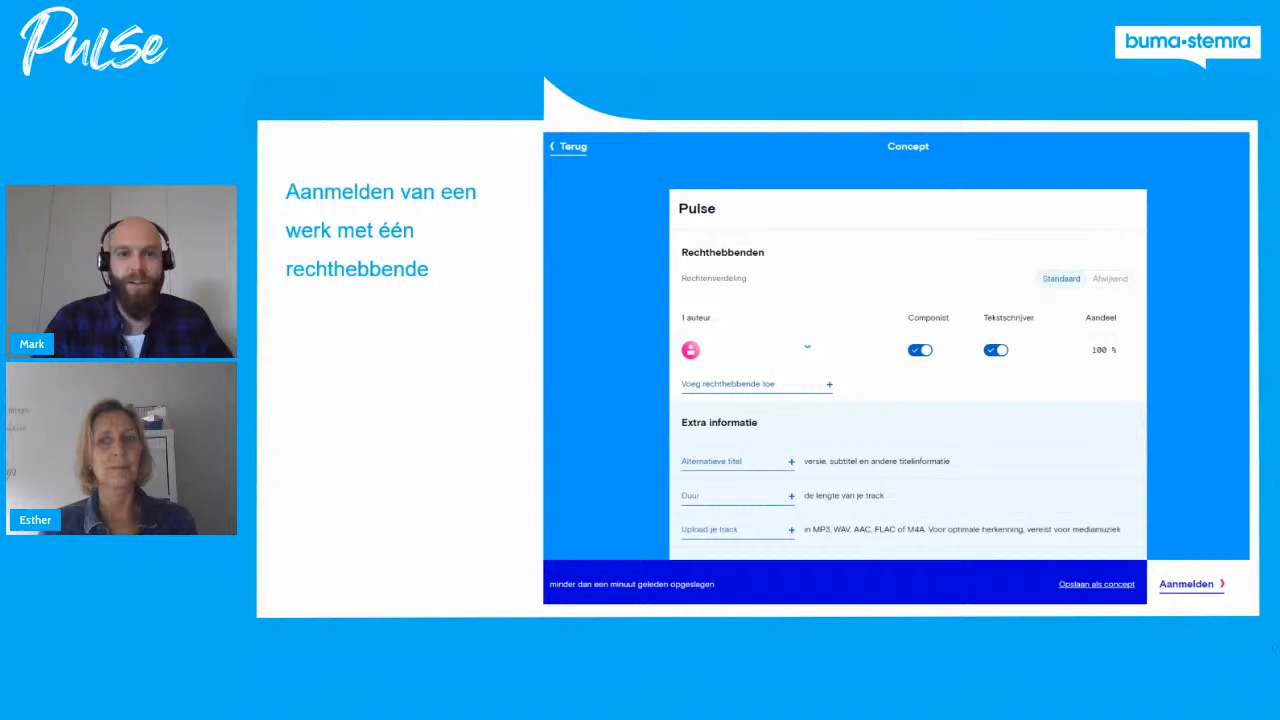 Pulse
buma•stemra
Terug
Concept
Aanmelden van een
werk met één
rechthebbende
Pulse
Rechthebbenden
Rechtenverdeling
Standaard
Afwijkend
1 auteur
Componist
Tekstschrijver
Aandeel
100 %
Voeg rechthebbende toe +
Extra informatie
Alternatieve titel + versie, subtitel en andere titelinformatie
Duur + de lengte van je track
Upload je track + in MP3, WAV, AAC, FLAC of M4A. Voor optimale herkenning, vereist voor mediamuziek
minder dan een minuut geleden opgeslagen
Opslaan als concept
Aanmelden
Mark
Esther